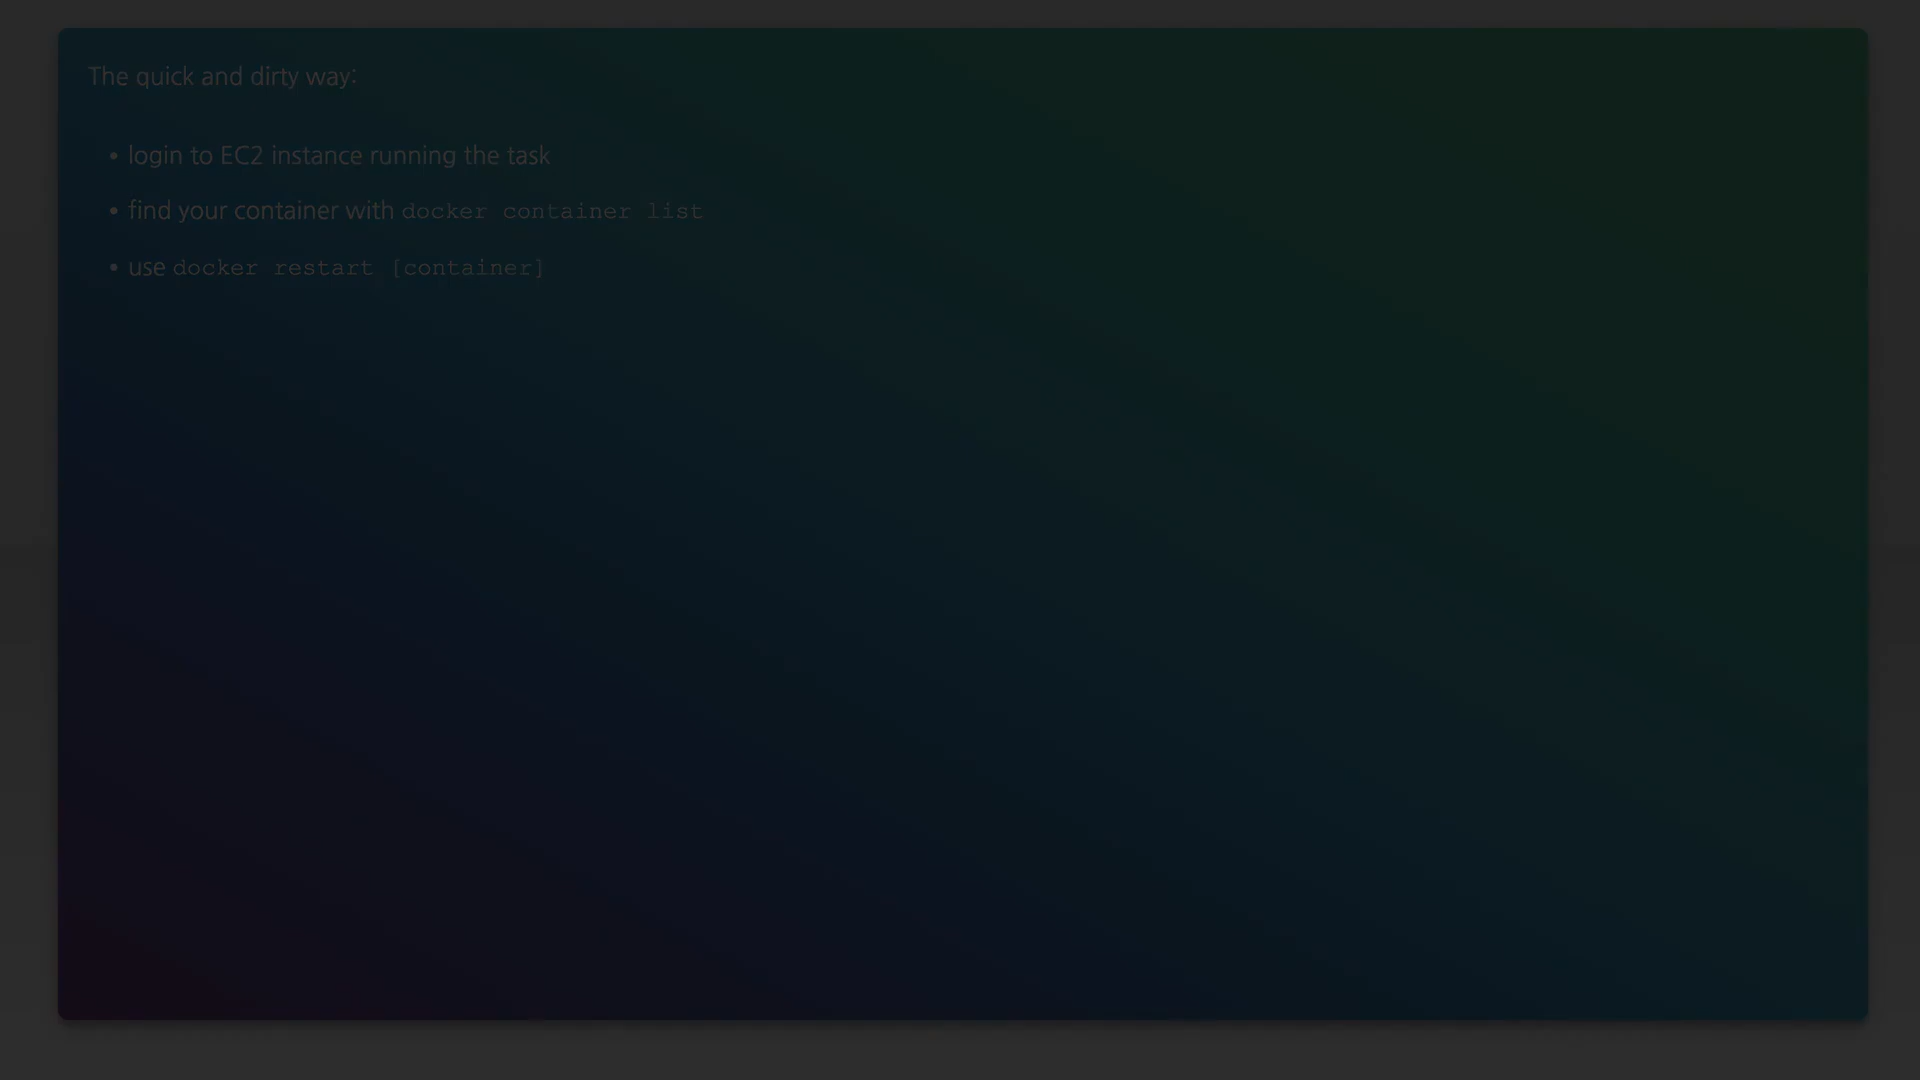 The quick and dirty way:
• login to EC2 instance running the task
• find your container with docker container list
• use docker restart [container]